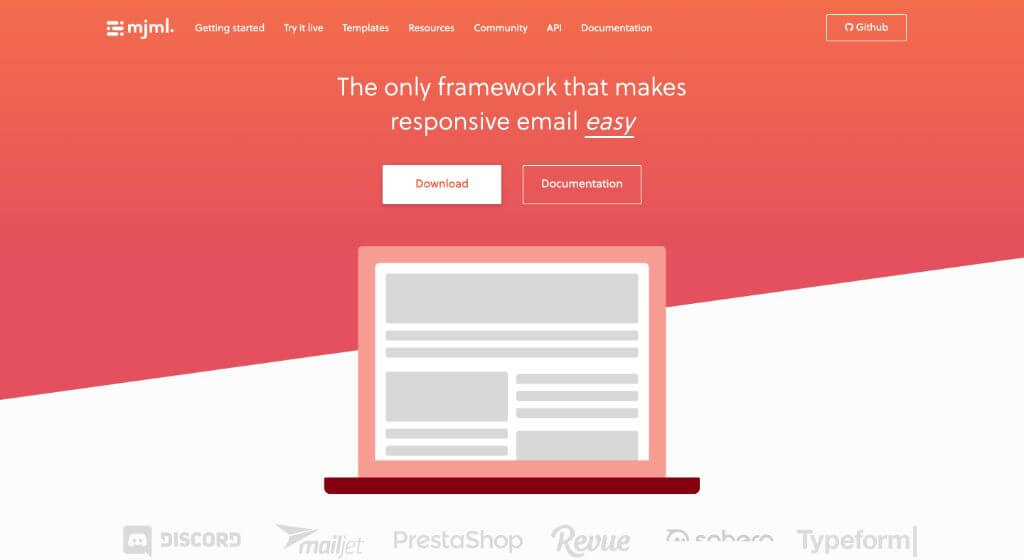 mjml. Getting started Try it live Templates Resources Community API Documentation Github
The only framework that makes
responsive email easy
Download Documentation
DISCORD mailjet PrestaShop Revue sobero Typeform